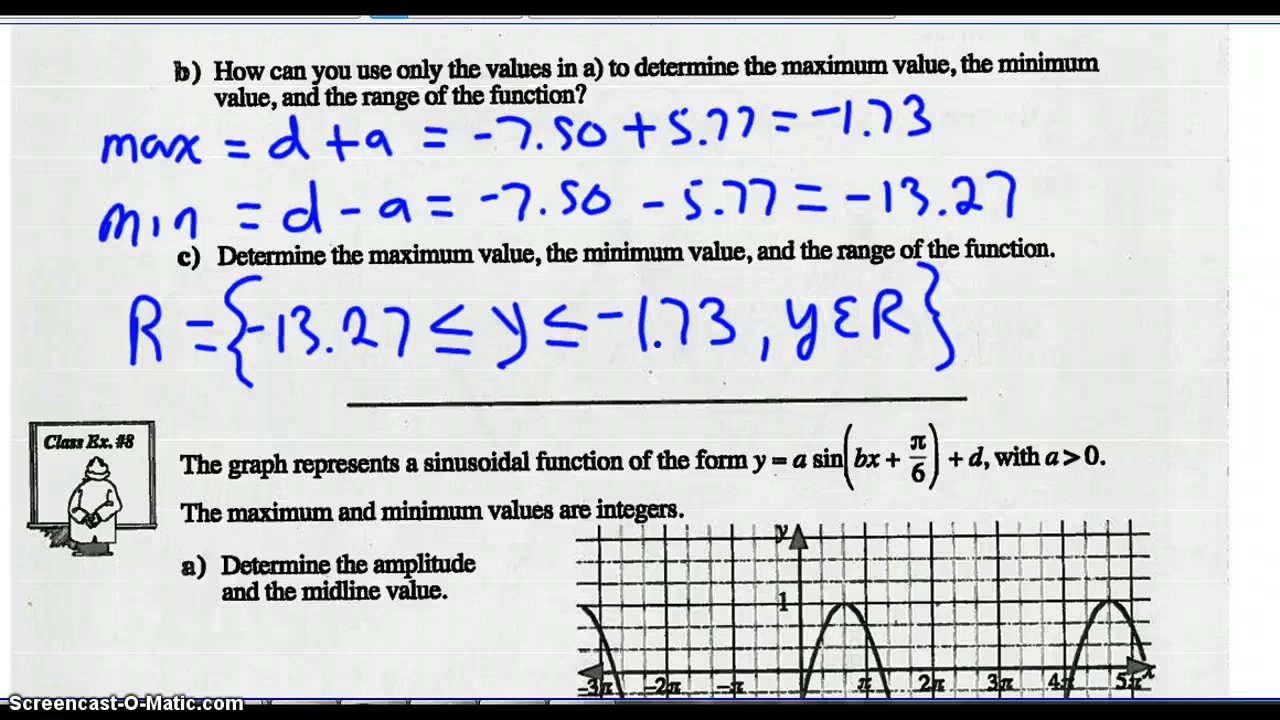 b) How can you use only the values in a) to determine the maximum value, the minimum
value, and the range of the function?
max = d + a = -7.50 + 5.77 = -1.73
min = d - a = -7.50 - 5.77 = -13.27
c) Determine the maximum value, the minimum value, and the range of the function.
R = {-13.27 ≤ y ≤ -1.73, y ε R}
Class Ex. #8
The graph represents a sinusoidal function of the form y = a sin(bx + π/6) + d, with a > 0.
The maximum and minimum values are integers.
a) Determine the amplitude
and the midline value.
y
1
-3π -2π -π π 2π 3π 4π 5π x
Screencast-O-Matic.com